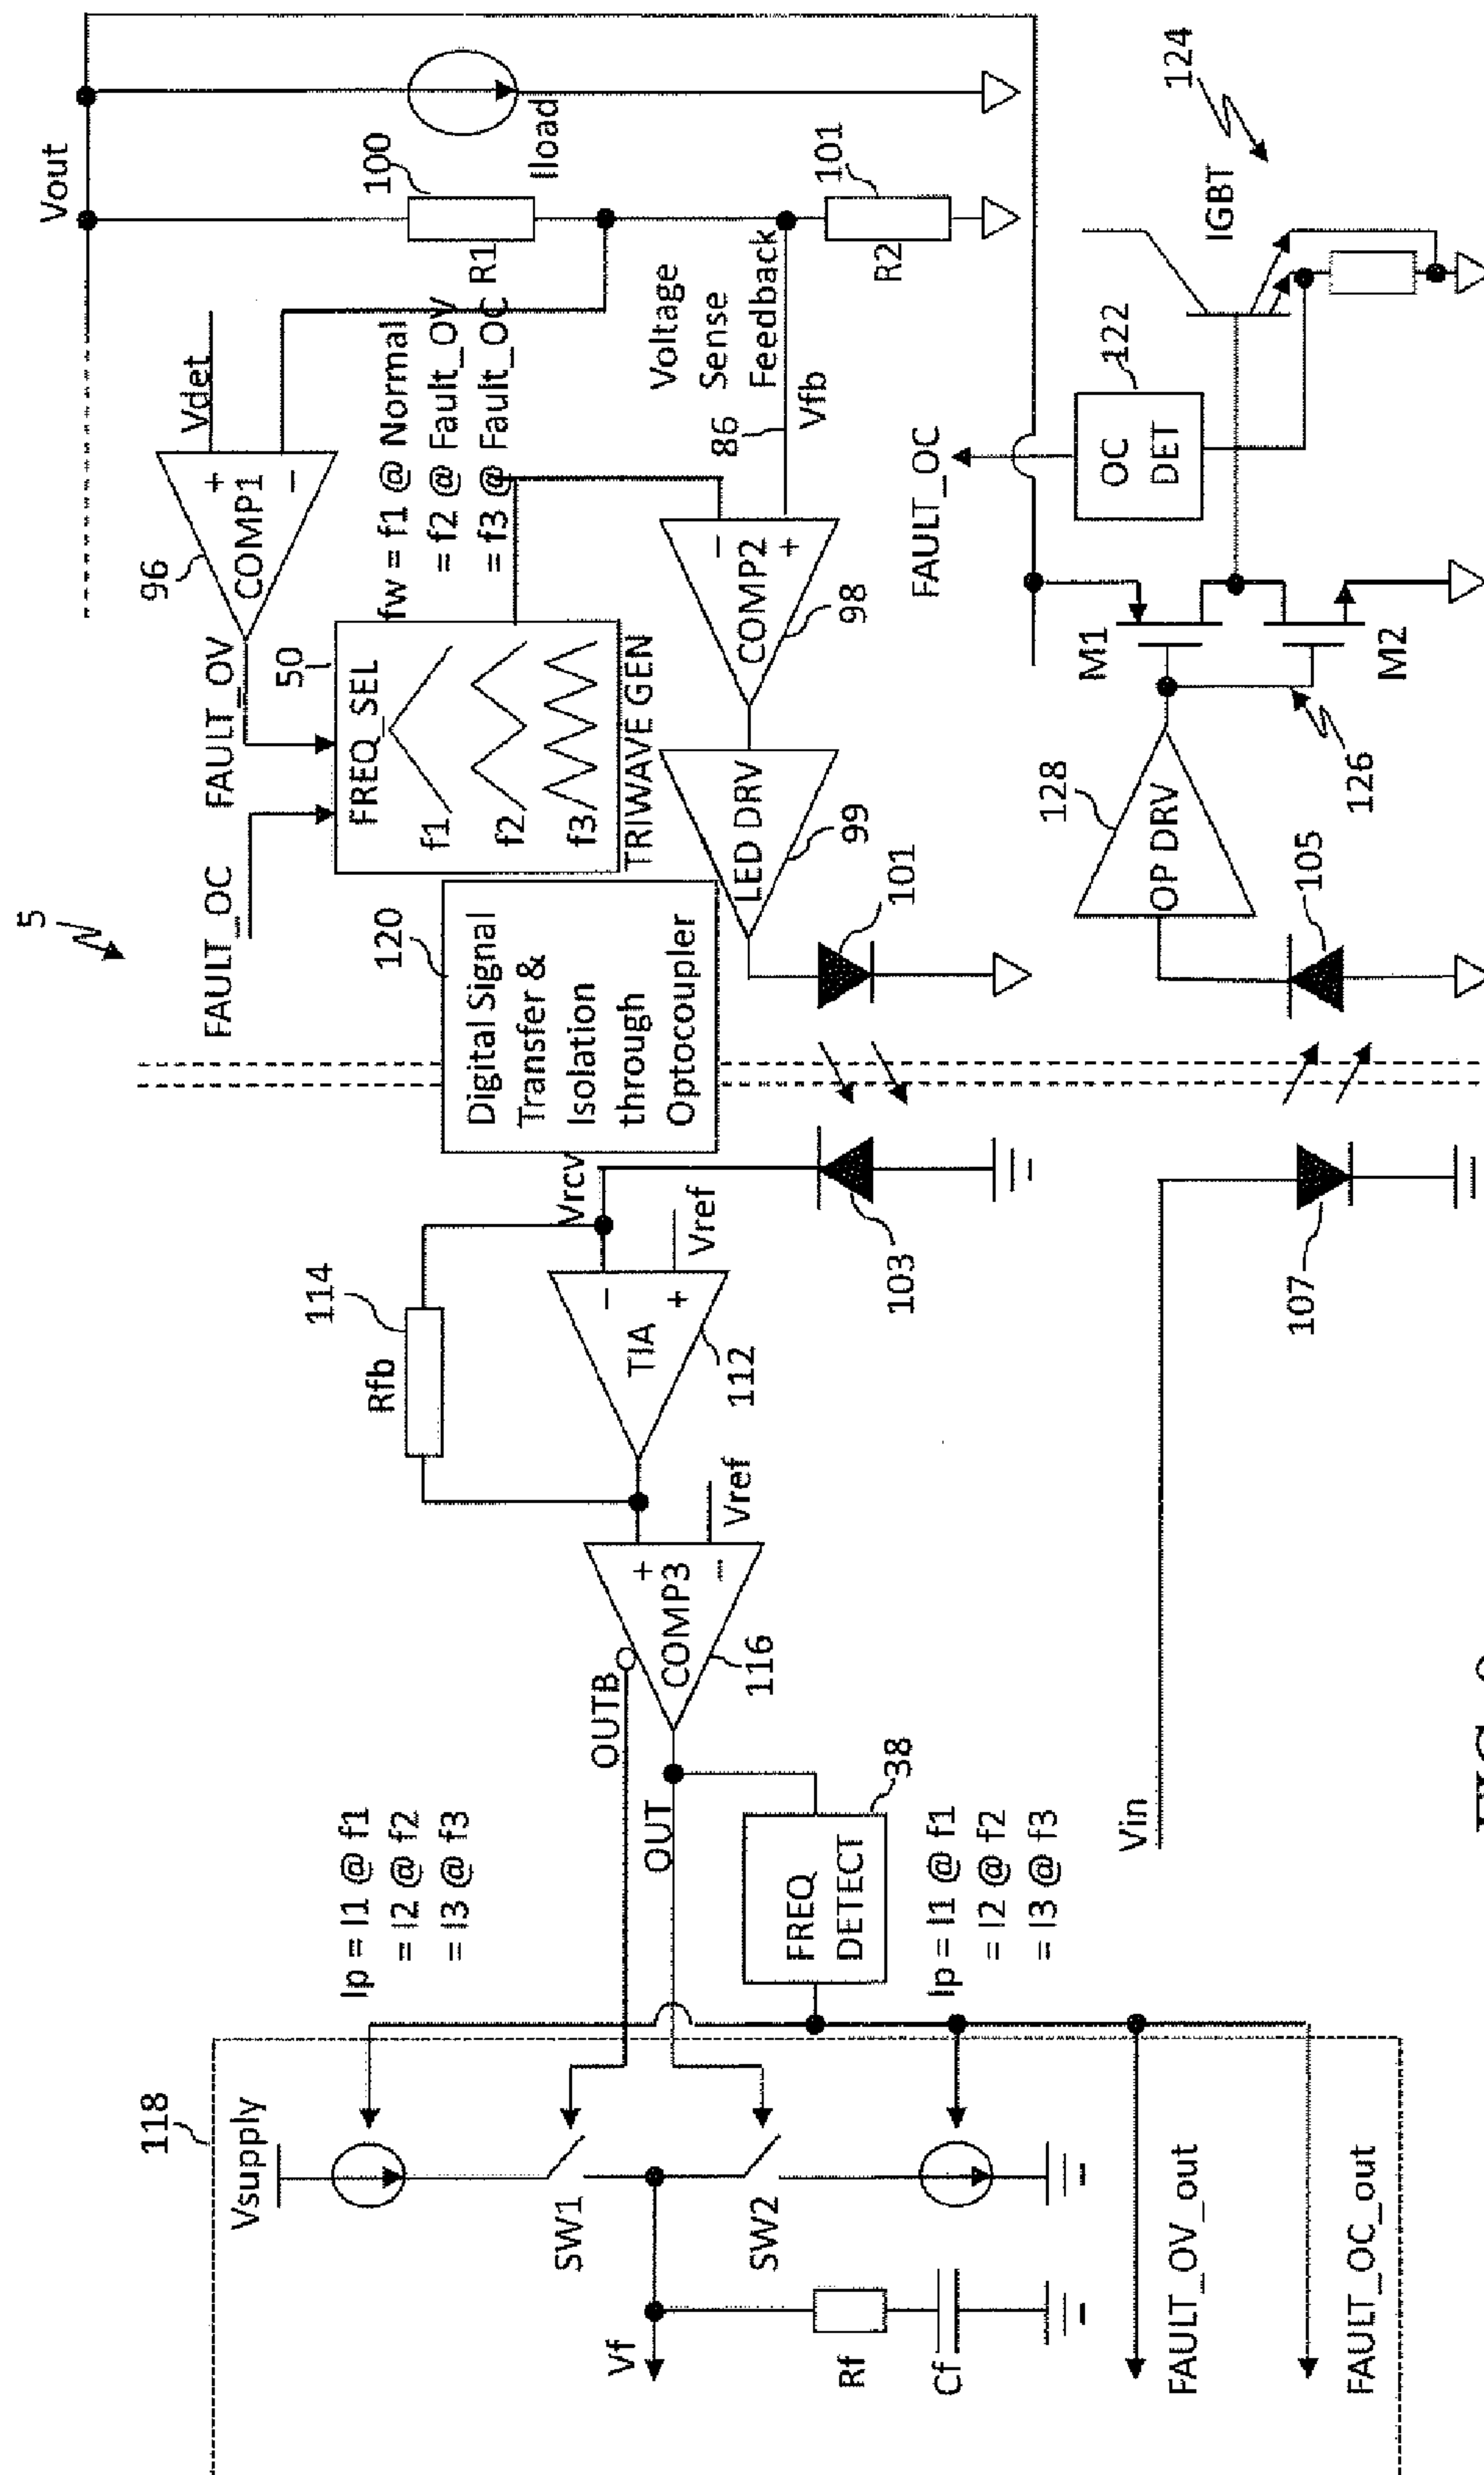 5
Vout
100
R1
Iload
101
R2
Vdet
+
−
COMP1
96
FAULT_OV
FAULT_OC
50
FREQ_SEL
f1
f2
f3
TRIWAVE GEN
fw = f1 @ Normal
= f2 @ Fault_OV
= f3 @ Fault_OC
Voltage
Sense
Feedback
86
Vfb
−
+
COMP2
98
LED DRV
99
120
Digital Signal
Transfer &
Isolation
through
Optocoupler
101
103
Vrcv
Vref
114
Rfb
−
+
TIA
112
Vref
+
−
COMP3
116
OUTB
OUT
FREQ
DETECT
38
Ip = I1 @ f1
= I2 @ f2
= I3 @ f3
Ip = I1 @ f1
= I2 @ f2
= I3 @ f3
118
Vsupply
SW1
SW2
Vf
Rf
Cf
FAULT_OV_out
FAULT_OC_out
Vin
107
105
OP DRV
128
126
M1
M2
FAULT_OC
OC
DET
122
IGBT
124